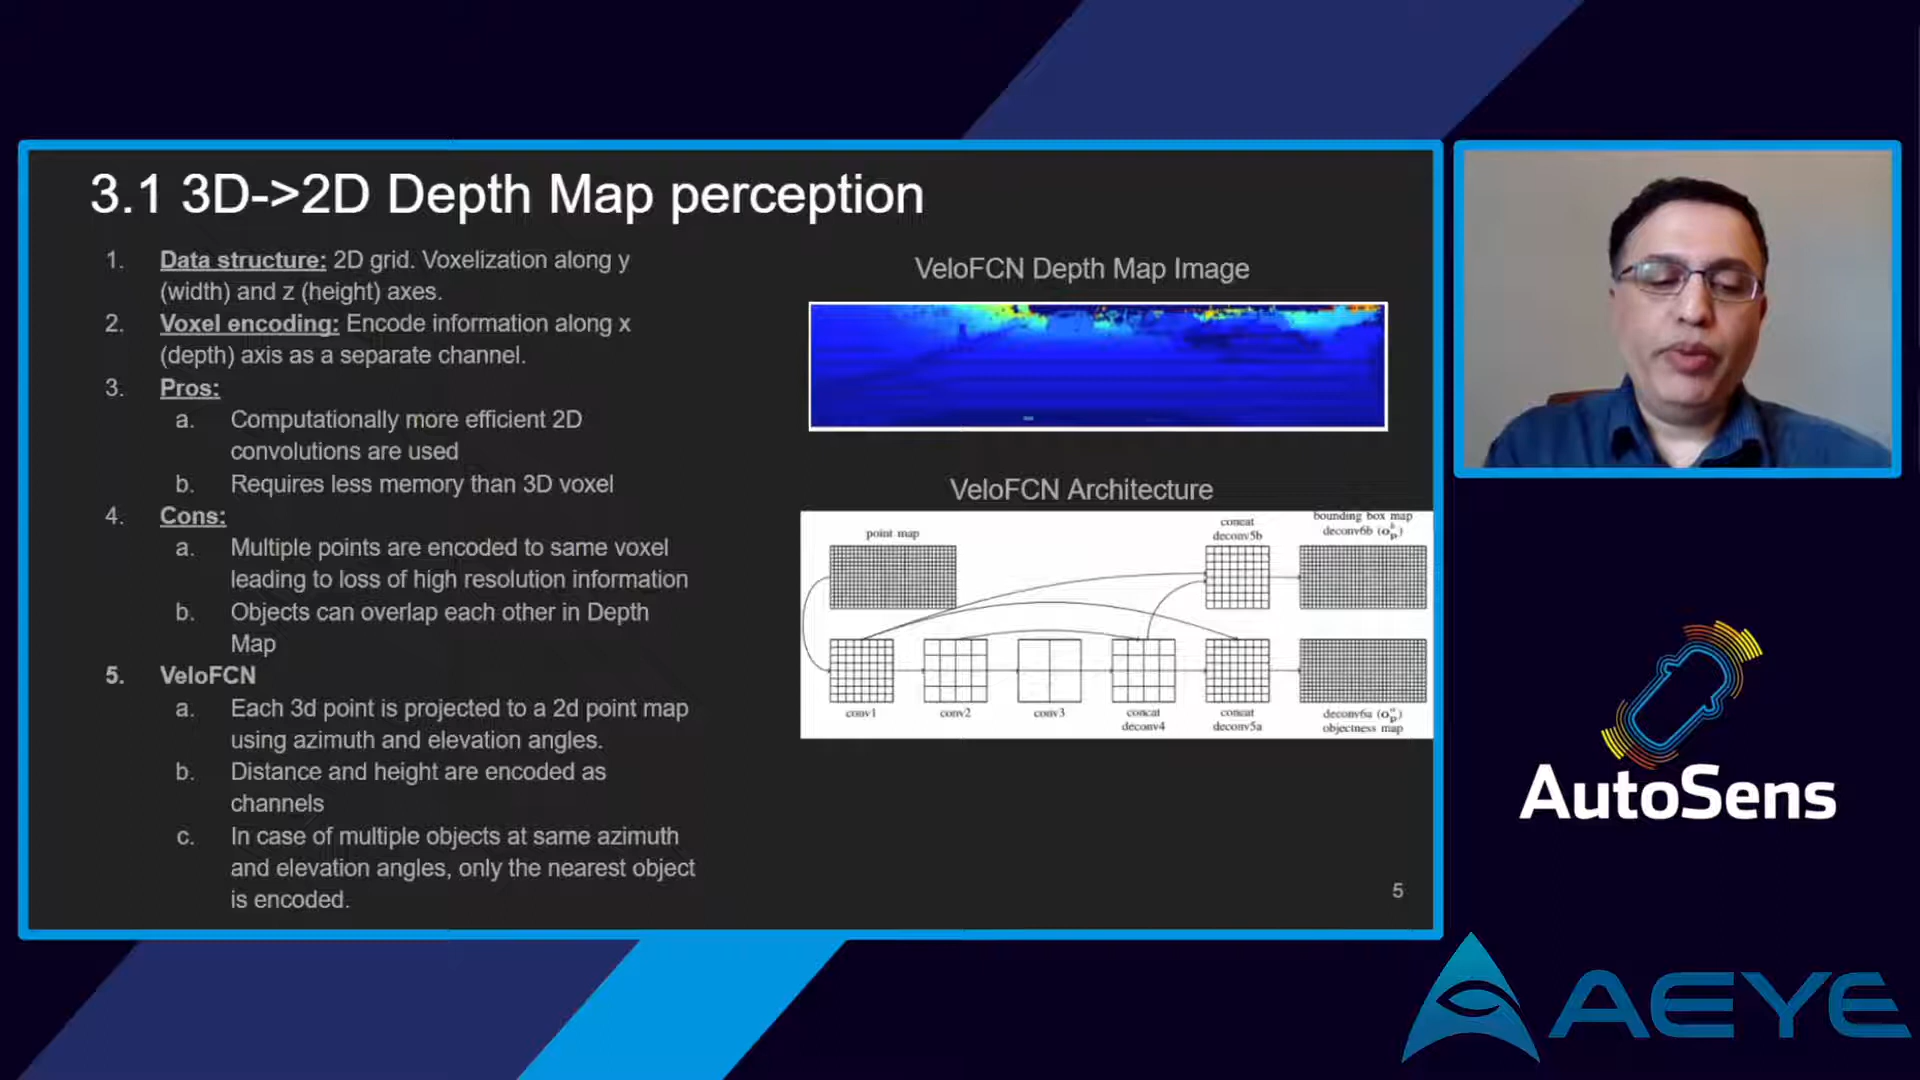 3.1 3D->2D Depth Map perception
1. Data structure: 2D grid. Voxelization along y
(width) and z (height) axes.
2. Voxel encoding: Encode information along x
(depth) axis as a separate channel.
3. Pros:
a. Computationally more efficient 2D
convolutions are used
b. Requires less memory than 3D voxel
4. Cons:
a. Multiple points are encoded to same voxel
leading to loss of high resolution information
b. Objects can overlap each other in Depth
Map
5. VeloFCN
a. Each 3d point is projected to a 2d point map
using azimuth and elevation angles.
b. Distance and height are encoded as
channels
c. In case of multiple objects at same azimuth
and elevation angles, only the nearest object
is encoded.
VeloFCN Depth Map Image
VeloFCN Architecture
point map
concat
deconv5b
bounding box map
deconv6b (o_p^b)
conv1
conv2
conv3
concat
deconv4
concat
deconv5a
deconv6a (o_p^a)
objectness map
5
AutoSens
AEYE